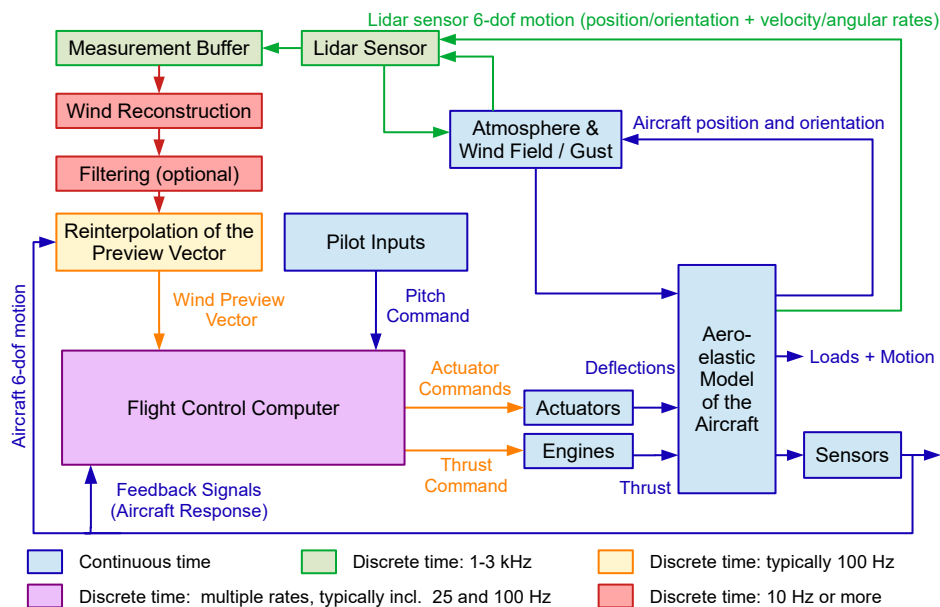 Lidar sensor 6-dof motion (position/orientation + velocity/angular rates)
Measurement Buffer
Lidar Sensor
Wind Reconstruction
Atmosphere &
Wind Field / Gust
Aircraft position and orientation
Filtering (optional)
Reinterpolation of the
Preview Vector
Pilot Inputs
Wind Preview
Vector
Pitch
Command
Aircraft 6-dof motion
Flight Control Computer
Actuator
Commands
Deflections
Actuators
Aero-
elastic
Model
of the
Aircraft
Loads + Motion
Engines
Sensors
Thrust
Command
Thrust
Feedback Signals
(Aircraft Response)
Continuous time
Discrete time: 1-3 kHz
Discrete time: typically 100 Hz
Discrete time:  multiple rates, typically incl.  25 and 100 Hz
Discrete time: 10 Hz or more